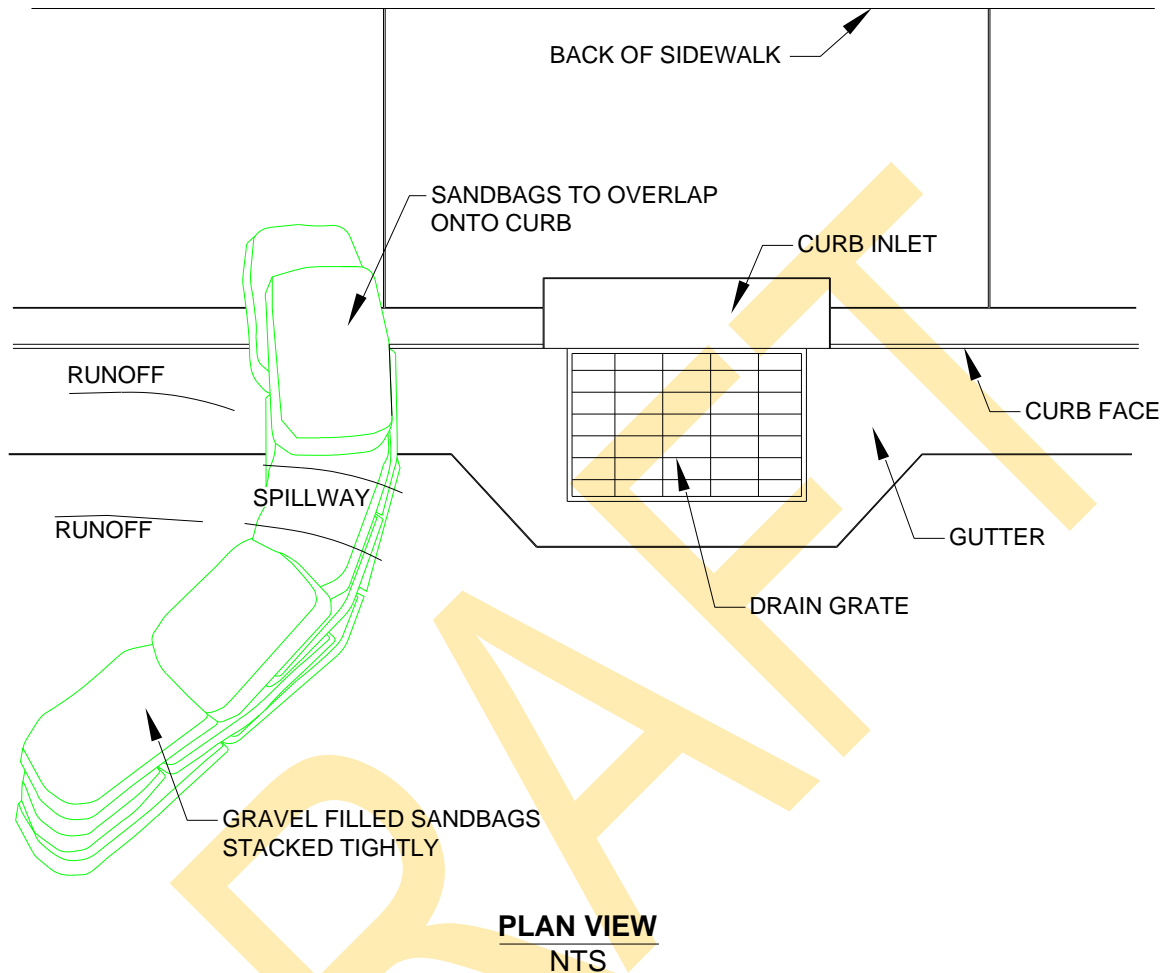 BACK OF SIDEWALK
SANDBAGS TO OVERLAP
ONTO CURB
CURB INLET
RUNOFF
CURB FACE
SPILLWAY
RUNOFF
GUTTER
DRAIN GRATE
GRAVEL FILLED SANDBAGS
STACKED TIGHTLY
PLAN VIEW
NTS
DRAFT